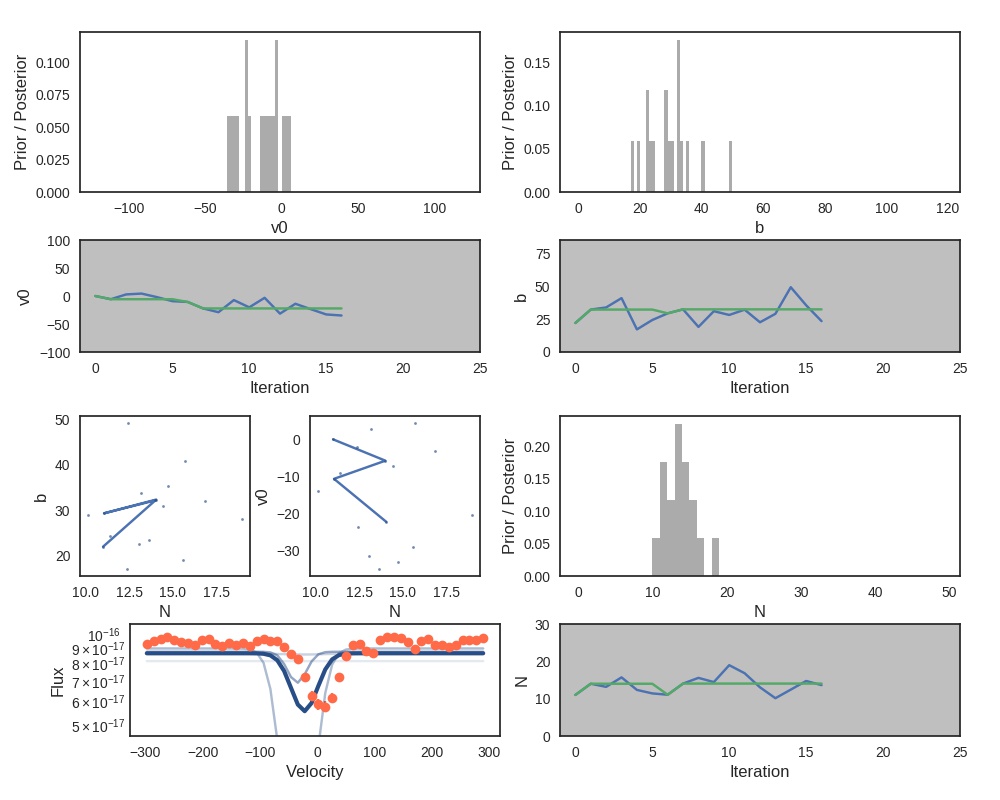 Prior / Posterior
0.100
0.075
0.050
0.025
0.000
−100 −50 0 50 100
v0
Prior / Posterior
0.15
0.10
0.05
0.00
0 20 40 60 80 100 120
b
v0
100
50
0
−50
−100
0 5 10 15 20 25
Iteration
b
75
50
25
0
0 5 10 15 20 25
Iteration
b
50
40
30
20
10.0 12.5 15.0 17.5
N
v0
0
−10
−20
−30
10.0 12.5 15.0 17.5
N
Prior / Posterior
0.20
0.15
0.10
0.05
0.00
0 10 20 30 40 50
N
Flux
10⁻¹⁶
9×10⁻¹⁷
8×10⁻¹⁷
7×10⁻¹⁷
6×10⁻¹⁷
5×10⁻¹⁷
−300 −200 −100 0 100 200 300
Velocity
N
30
20
10
0
0 5 10 15 20 25
Iteration